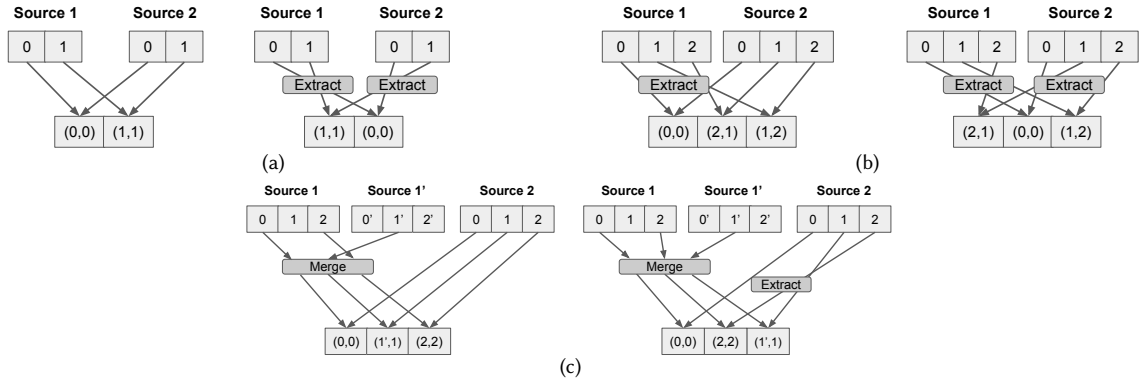 Source 1 Source 2 Source 1 Source 2
0 1 0 1 0 1 0 1
Extract Extract
(0,0) (1,1) (1,1) (0,0)
(a)
Source 1 Source 2 Source 1 Source 2
0 1 2 0 1 2 0 1 2 0 1 2
Extract Extract Extract
(0,0) (2,1) (1,2) (2,1) (0,0) (1,2)
(b)
Source 1 Source 1' Source 2 Source 1 Source 1' Source 2
0 1 2 0' 1' 2' 0 1 2 0 1 2 0' 1' 2' 0 1 2
Merge Merge
Extract
(0,0) (1',1) (2,2) (0,0) (2,2) (1',1)
(c)